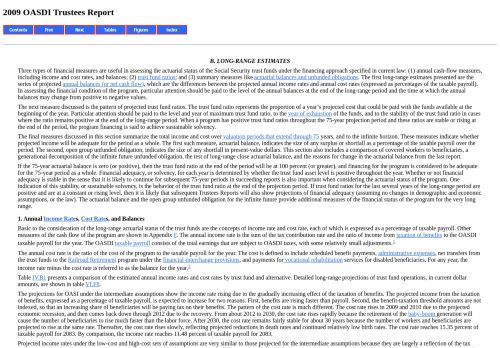 2009 OASDI Trustees Report
Contents Prev Next Tables Figures Index
B. LONG-RANGE ESTIMATES
Three types of financial measures are useful in assessing the actuarial status of the Social Security trust funds under the financing approach specified in current law: (1) annual cash-flow measures,
including income and cost rates, and balances; (2) trust fund ratios; and (3) summary measures like actuarial balances and unfunded obligations. The first long-range estimates presented are the
series of projected annual balances (or net cash flow), which are the differences between the projected annual income rates and annual cost rates (expressed as percentages of the taxable payroll).
In assessing the financial condition of the program, particular attention should be paid to the level of the annual balances at the end of the long-range period and the time at which the annual
balances may change from positive to negative values.
The next measure discussed is the pattern of projected trust fund ratios. The trust fund ratio represents the proportion of a year's projected cost that could be paid with the funds available at
the beginning of the year. Particular attention should be paid to the level and year of maximum trust fund ratio, to the year of exhaustion of the funds, and to the stability of the trust fund ratio in cases
where the ratio remains positive at the end of the long-range period. When a program has positive trust fund ratios throughout the 75-year projection period and these ratios are stable or rising at
the end of the period, the program financing is said to achieve sustainable solvency.
The final measures discussed in this section summarize the total income and cost over valuation periods that extend through 75 years, and to the infinite horizon. These measures indicate whether
projected income will be adequate for the period as a whole. The first such measure, actuarial balance, indicates the size of any surplus or shortfall as a percentage of the taxable payroll over the
period. The second, open group unfunded obligation, indicates the size of any shortfall in present-value dollars. This section also includes a comparison of covered workers to beneficiaries, a
generational decomposition of the infinite future unfunded obligation, the test of long-range close actuarial balance, and the reasons for change in the actuarial balance from the last report.
If the 75-year actuarial balance is zero (or positive), then the trust fund ratio at the end of the period will be at 100 percent (or greater), and financing for the program is considered to be adequate
for the 75-year period as a whole. Financial adequacy, or solvency, for each year is determined by whether the trust fund asset level is positive throughout the year. Whether or not financial
adequacy is stable in the sense that it is likely to continue for subsequent 75-year periods in succeeding reports is also important when considering the actuarial status of the program. One
indication of this stability, or sustainable solvency, is the behavior of the trust fund ratio at the end of the projection period. If trust fund ratios for the last several years of the long-range period are
positive and are at a constant or rising level, then it is likely that subsequent Trustees Reports will also show projections of financial adequacy (assuming no changes in demographic and economic
assumptions, or the law). The actuarial balance and the open group unfunded obligation for the infinite future provide additional measures of the financial status of the program for the very long
range.
1. Annual Income Rates, Cost Rates, and Balances
Basic to the consideration of the long-range actuarial status of the trust funds are the concepts of income rate and cost rate, each of which is expressed as a percentage of taxable payroll. Other
measures of the cash flow of the program are shown in Appendix F. The annual income rate is the sum of the tax contribution rate and the ratio of income from taxation of benefits to the OASDI
taxable payroll for the year. The OASDI taxable payroll consists of the total earnings that are subject to OASDI taxes, with some relatively small adjustments.
The annual cost rate is the ratio of the cost of the program to the taxable payroll for the year. The cost is defined to include scheduled benefit payments, administrative expenses, net transfers from
the trust funds to the Railroad Retirement program under the financial-interchange provisions, and payments for vocational rehabilitation services for disabled beneficiaries. For any year, the
income rate minus the cost rate is referred to as the balance for the year.
Table IV.B1 presents a comparison of the estimated annual income rates and cost rates by trust fund and alternative. Detailed long-range projections of trust fund operations, in current dollar
amounts, are shown in table VI.F8.
The projections for OASDI under the intermediate assumptions show the income rate rising due to the gradually increasing effect of the taxation of benefits. The projected income from the taxation
of benefits, expressed as a percentage of taxable payroll, is expected to increase for two reasons. First, benefits are rising faster than payroll. Second, the benefit-taxation threshold amounts are not
indexed, so that an increasing share of beneficiaries will be paying tax on their benefits. The pattern of the cost rate is much different. The cost rate rises in 2009 and 2010 due to the projected
economic recession, and then comes back down through 2012 due to the recovery. From about 2012 to 2030, the cost rate rises rapidly because the retirement of the baby-boom generation will
cause the number of beneficiaries to rise much faster than the labor force. After 2030, the cost rate remains fairly stable for about 30 years because the number of workers and beneficiaries are
projected to rise at the same rate. Thereafter, the cost rate rises slowly, reflecting projected reductions in death rates and continued relatively low birth rates. The cost rate reaches 15.35 percent of
taxable payroll for 2083. By comparison, the income rate reaches 11.48 percent of taxable payroll for 2083.
Projected income rates under the low-cost and high-cost sets of assumptions are very similar to those projected for the intermediate assumptions because they are largely a reflection of the tax